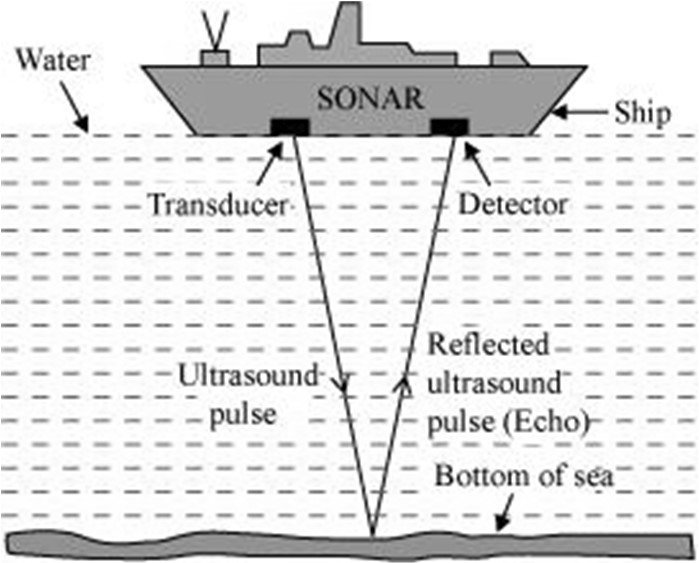 Water
SONAR
Ship
Transducer
Detector
Ultrasound
pulse
Reflected
ultrasound
pulse (Echo)
Bottom of sea